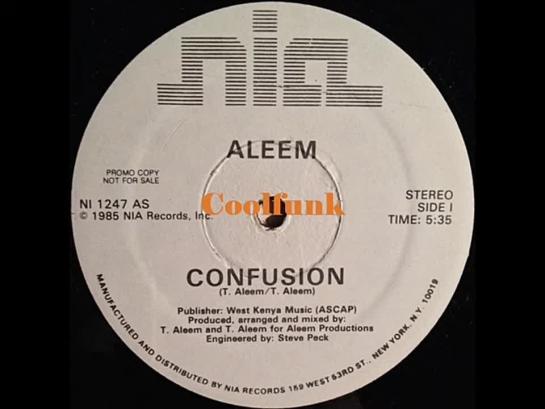 nia
ALEEM
PROMO COPY
NOT FOR SALE
NI 1247 AS
© 1985 NIA Records, Inc.
STEREO
SIDE I
TIME: 5:35
Coolfunk
CONFUSION
(T. Aleem/T. Aleem)
Publisher: West Kenya Music (ASCAP)
Produced, arranged and mixed by:
T. Aleem and T. Aleem for Aleem Productions
Engineered by: Steve Peck
MANUFACTURED AND DISTRIBUTED BY NIA RECORDS 159 WEST 53RD ST., NEW YORK, N.Y. 10019